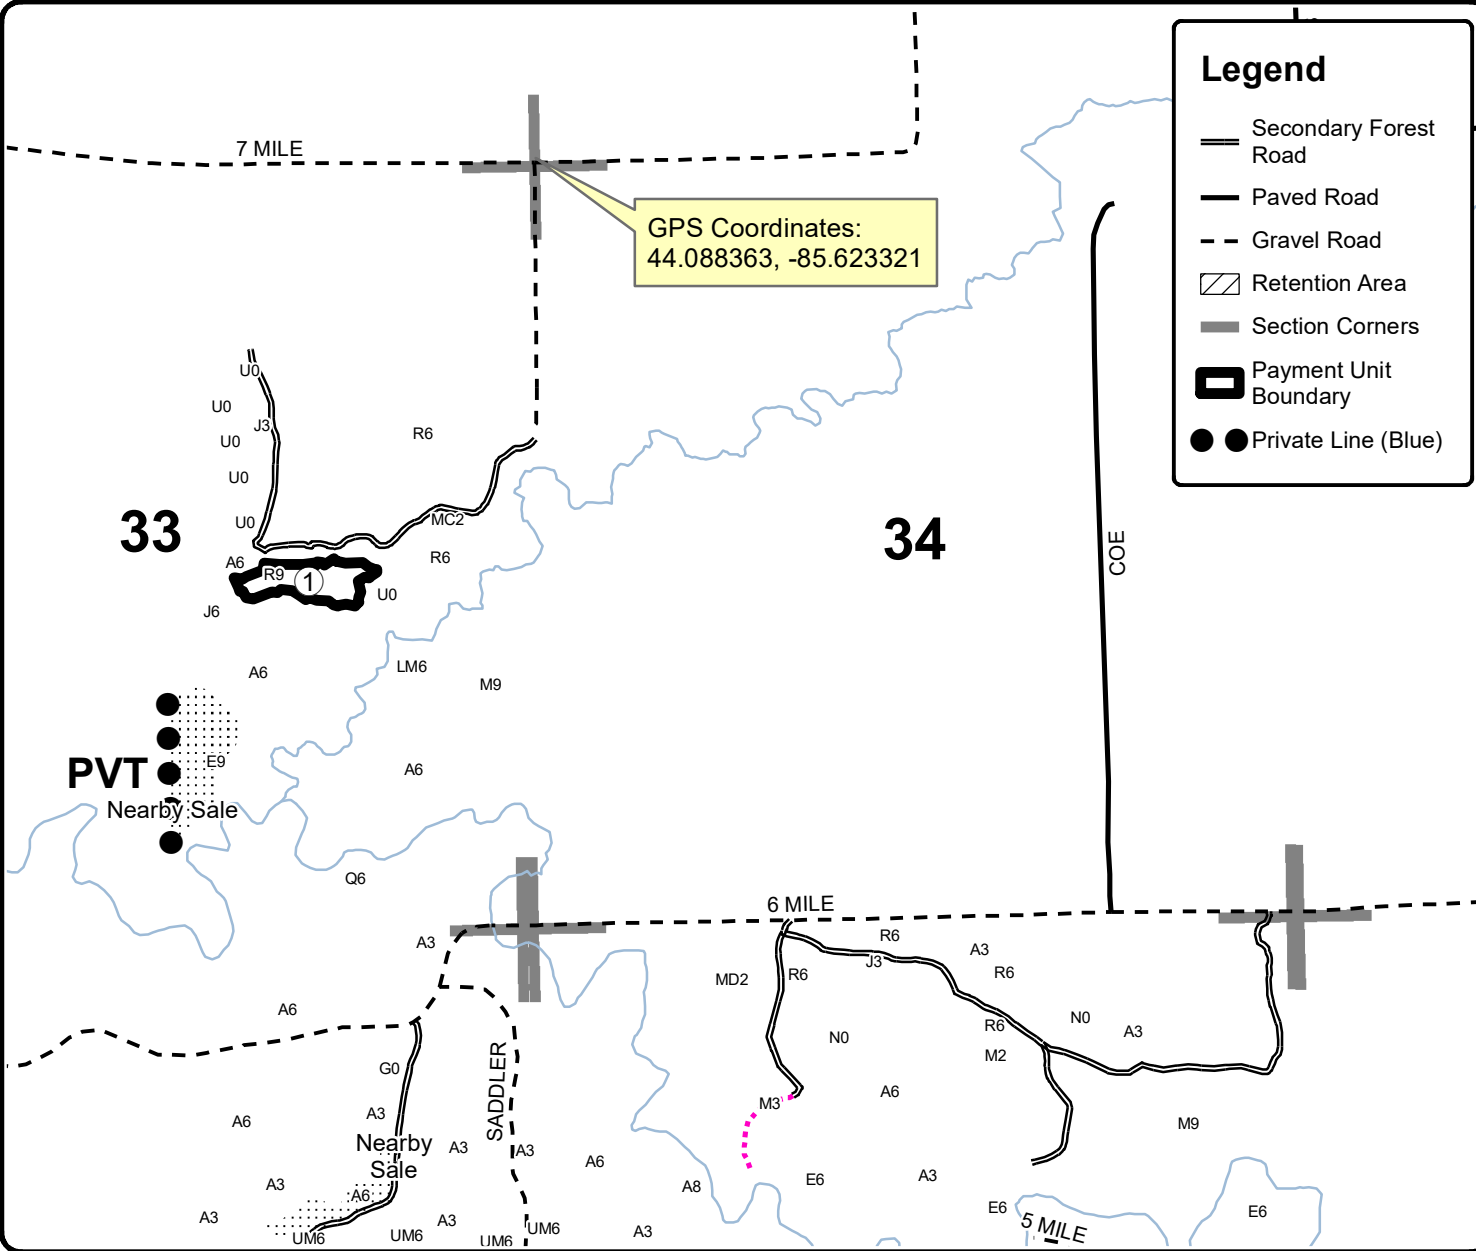 7 MILE
GPS Coordinates:
44.088363, -85.623321
Legend
Secondary Forest
Road
Paved Road
Gravel Road
Retention Area
Section Corners
Payment Unit
Boundary
Private Line (Blue)
U0
U0
J3
R6
U0
U0
U0
MC2
33
34
COE
A6
R9
1
R6
U0
J6
A6
LM6
M9
E9
PVT
A6
Nearby Sale
Q6
6 MILE
A3
R6
A3
J3
R6
MD2
R6
A6
N0
R6
N0
A3
M2
G0
SADDLER
A6
A3
M3
A6
M9
Nearby
Sale
A3
A3
A6
A3
A6
A8
E6
A3
E6
E6
A3
UM6
UM6
A3
UM6
UM6
A3
5 MILE